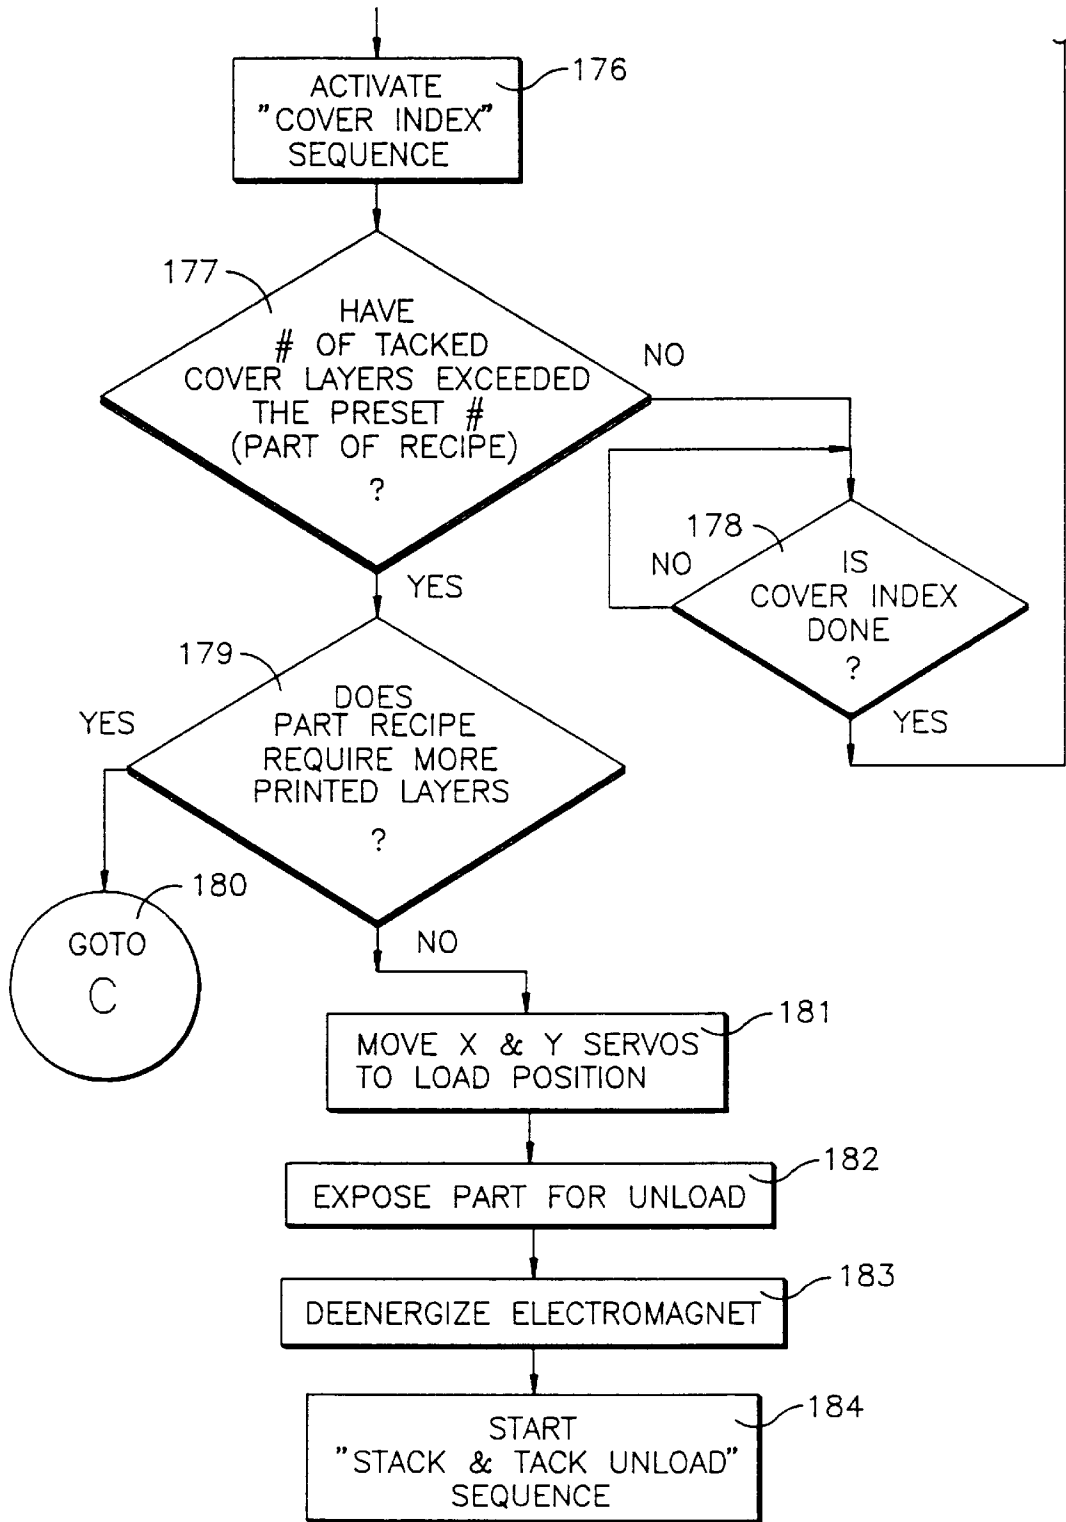 176
ACTIVATE
"COVER INDEX"
SEQUENCE
177
HAVE
# OF TACKED
COVER LAYERS EXCEEDED
THE PRESET #
(PART OF RECIPE)
?
NO
YES
178
NO
IS
COVER INDEX
DONE
?
YES
179
YES
DOES
PART RECIPE
REQUIRE MORE
PRINTED LAYERS
?
NO
180
GOTO
C
181
MOVE X & Y SERVOS
TO LOAD POSITION
182
EXPOSE PART FOR UNLOAD
183
DEENERGIZE ELECTROMAGNET
184
START
"STACK & TACK UNLOAD"
SEQUENCE